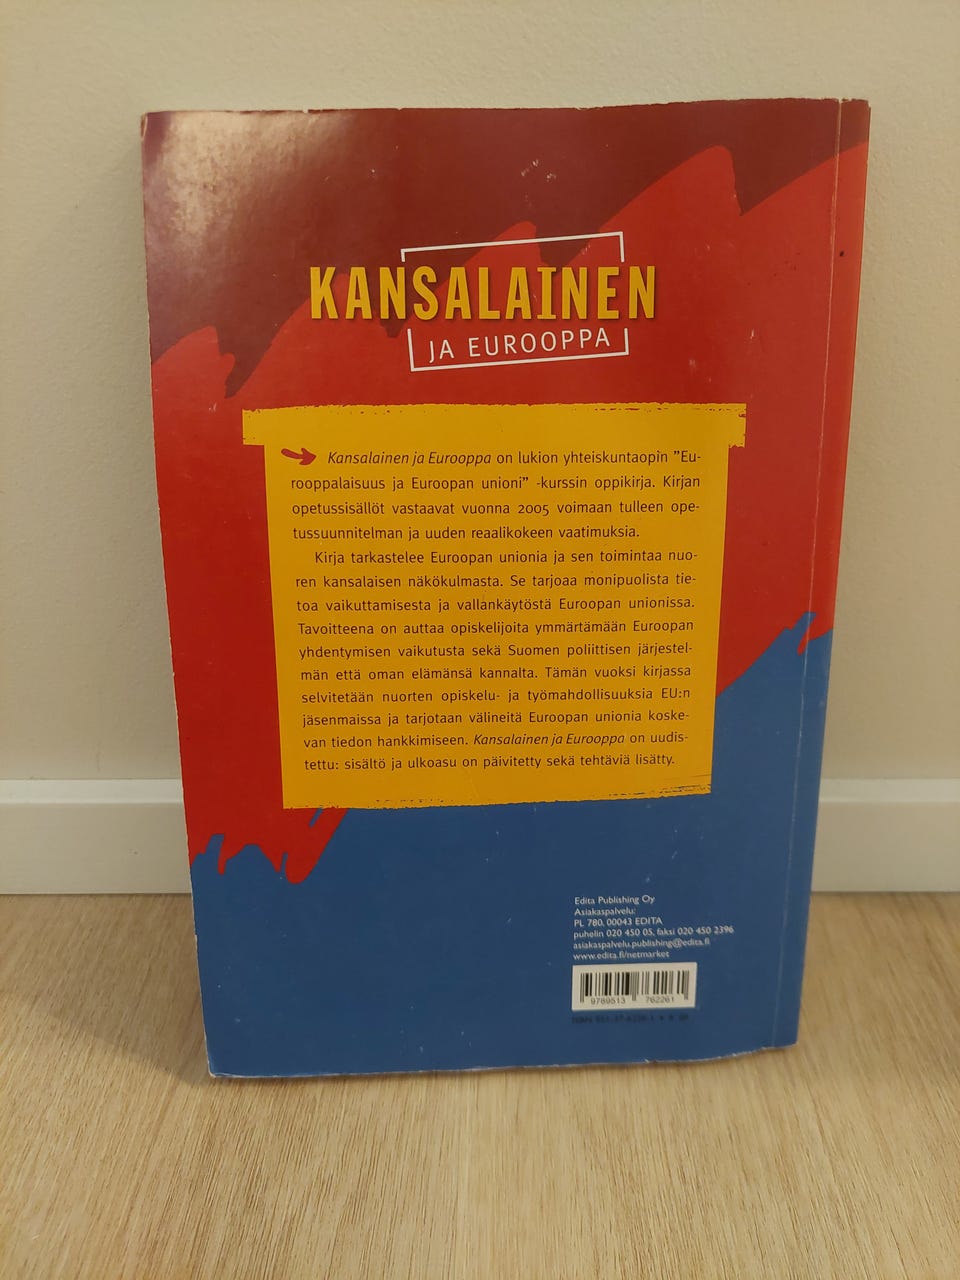 KANSALAINEN
JA EUROOPPA
Kansalainen ja Eurooppa on lukion yhteiskuntaopin ”Eu-
rooppalaisuus ja Euroopan unioni” -kurssin oppikirja. Kirjan
opetussisällöt vastaavat vuonna 2005 voimaan tulleen ope-
tussuunnitelman ja uuden reaalikokeen vaatimuksia.
Kirja tarkastelee Euroopan unionia ja sen toimintaa nuo-
ren kansalaisen näkökulmasta. Se tarjoaa monipuolista tie-
toa vaikuttamisesta ja vallankäytöstä Euroopan unionissa.
Tavoitteena on auttaa opiskelijoita ymmärtämään Euroopan
yhdentymisen vaikutusta sekä Suomen poliittisen järjestel-
män että oman elämänsä kannalta. Tämän vuoksi kirjassa
selvitetään nuorten opiskelu- ja työmahdollisuuksia EU:n
jäsenmaissa ja tarjotaan välineitä Euroopan unionia koske-
van tiedon hankkimiseen. Kansalainen ja Eurooppa on uudis-
tettu: sisältö ja ulkoasu on päivitetty sekä tehtäviä lisätty.
Edita Publishing Oy
Asiakaspalvelu:
PL 780, 00043 EDITA
puhelin 020 450 05, faksi 020 450 2396
asiakaspalvelu.publishing@edita.fi
www.edita.fi/netmarket
9789513 762261